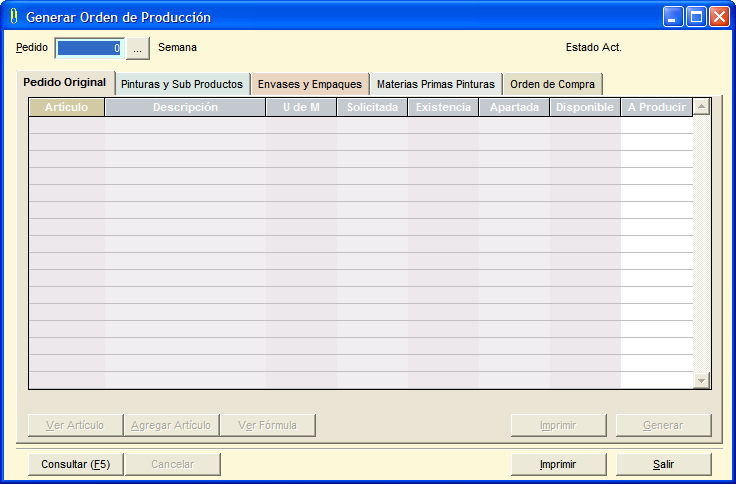 Generar Orden de Producción
Pedido 0 ... Semana Estado Act.
Pedido Original Pinturas y Sub Productos Envases y Empaques Materias Primas Pinturas Orden de Compra
Artículo Descripción U de M Solicitada Existencia Apartada Disponible A Producir
Ver Artículo Agregar Artículo Ver Fórmula Imprimir Generar
Consultar (F5) Cancelar Imprimir Salir